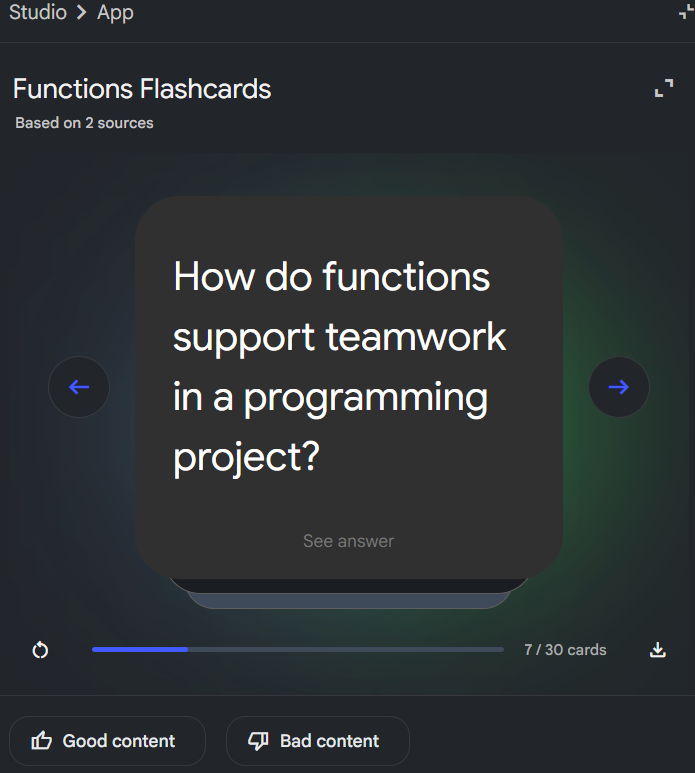 Studio > App
Functions Flashcards
Based on 2 sources
How do functions
support teamwork
in a programming
project?
See answer
7 / 30 cards
Good content
Bad content